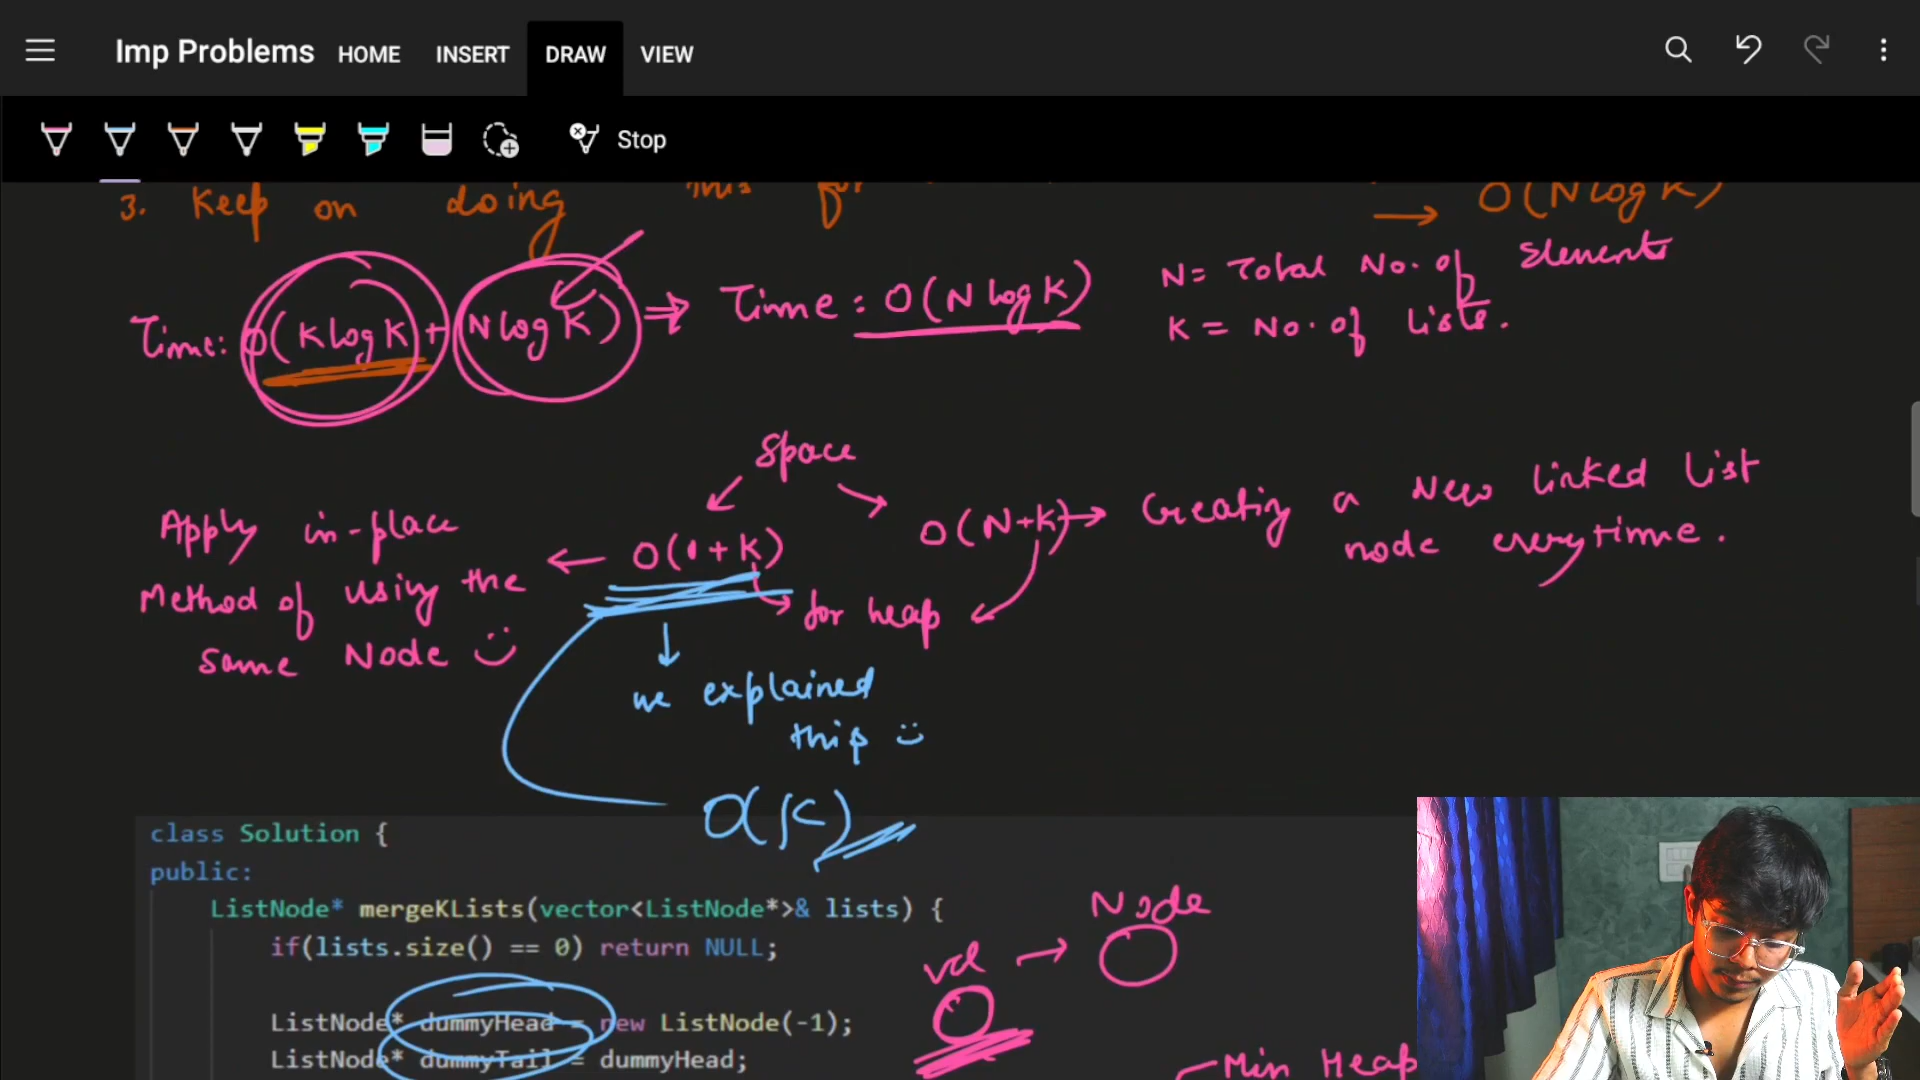 Imp Problems HOME INSERT DRAW VIEW
Stop
3. Keep on doing this for
→ O(N log K)
Time: O(K log K + N log K) ⇒ Time : O(N log K)
N = Total No. of Elements
K = No. of Lists.
Space
Apply in-place
Method of using the
same Node
← O(1 + K)
for heap
O(N+K) → Creating a New linked List
node everytime.
we explained
this
O(K)
class Solution {
public:
ListNode* mergeKLists(vector<ListNode*>& lists) {
if(lists.size() == 0) return NULL;
ListNode* dummyHead = new ListNode(-1);
ListNode* dummyTail = dummyHead;
val → Node
Min Heap